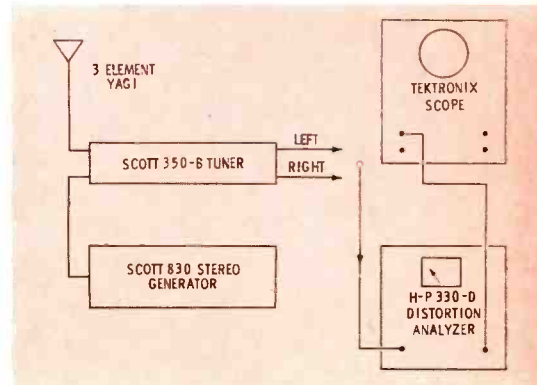 3 ELEMENT
YAGI
TEKTRONIX
SCOPE
LEFT
SCOTT 350-B TUNER
RIGHT
SCOTT 830 STEREO
GENERATOR
H-P 330-D
DISTORTION
ANALYZER